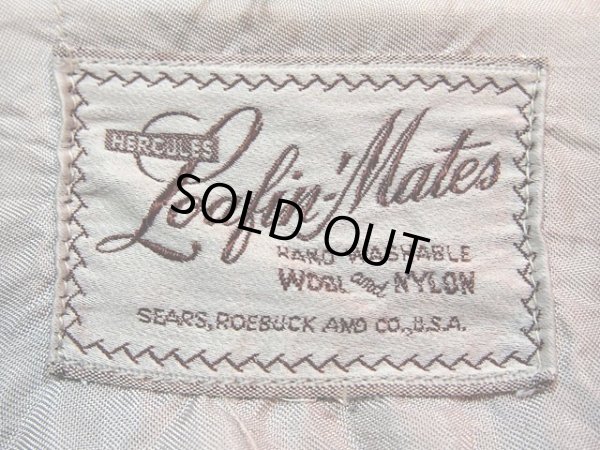 HERCULES
Loafin'-Mates
SOLD OUT
HAND WASHABLE
WOOL and NYLON
SEARS, ROEBUCK AND CO., U.S.A.